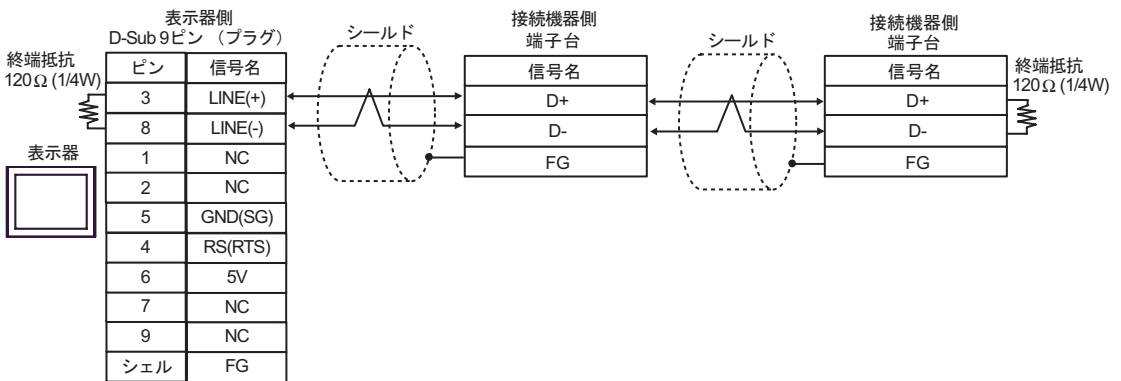 表示器側
D-Sub 9ピン （プラグ）
終端抵抗
120Ω (1/4W)
ピン 信号名
3 LINE(+)
8 LINE(-)
1 NC
2 NC
5 GND(SG)
4 RS(RTS)
6 5V
7 NC
9 NC
シェル FG
表示器
シールド
接続機器側
端子台
信号名
D+
D-
FG
シールド
接続機器側
端子台
信号名
D+
D-
FG
終端抵抗
120Ω (1/4W)